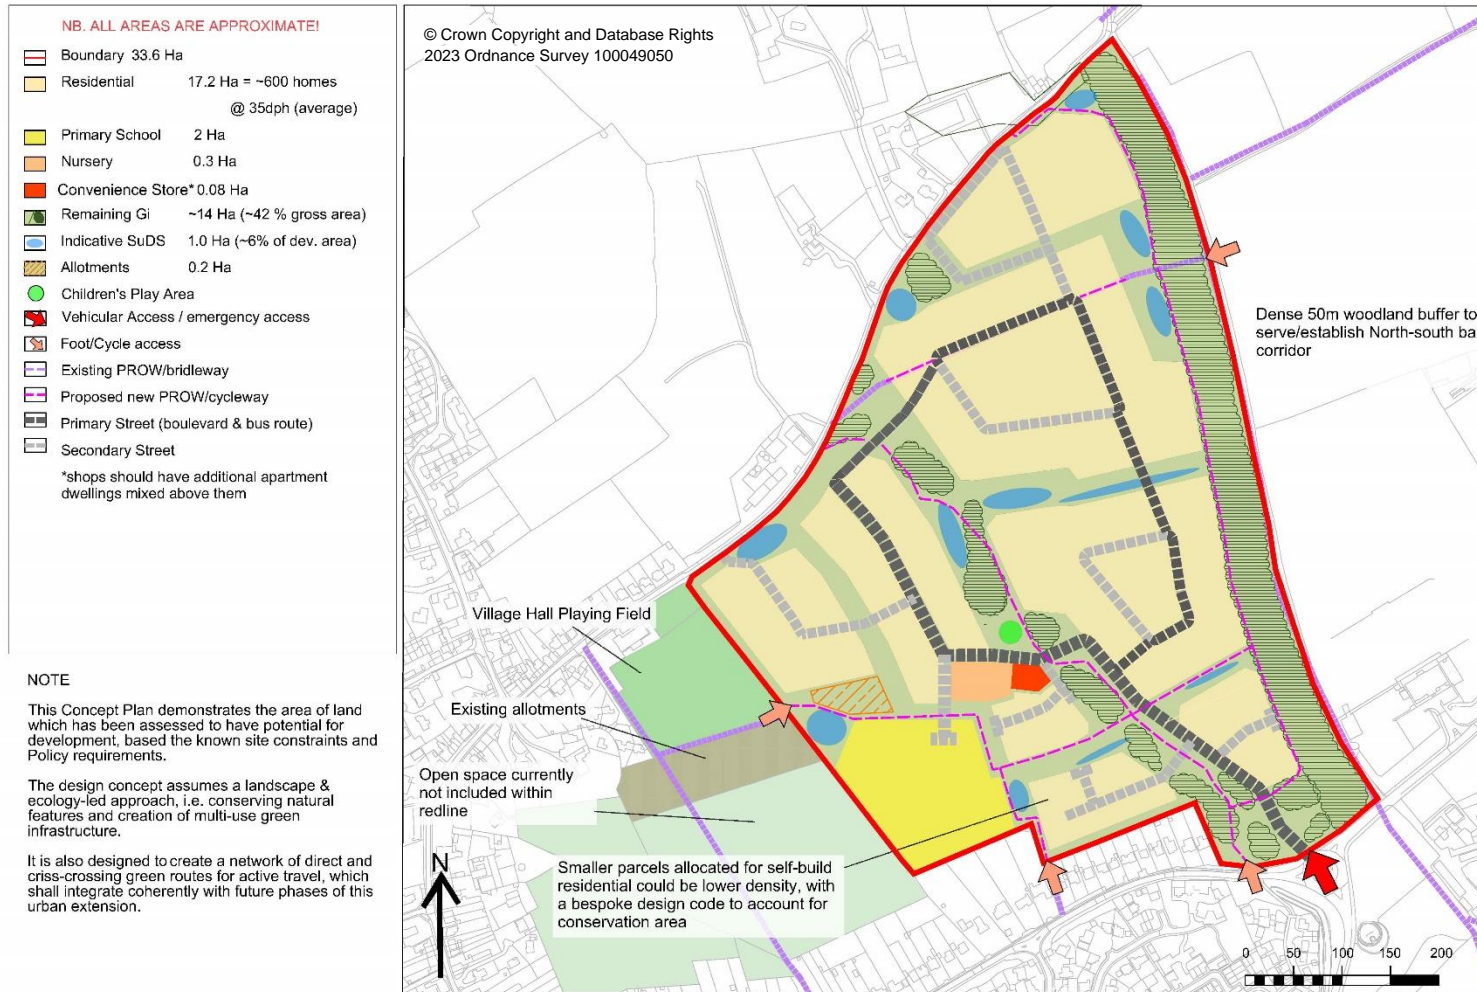 NB. ALL AREAS ARE APPROXIMATE!
Boundary 33.6 Ha
Residential 17.2 Ha = ~600 homes
@ 35dph (average)
Primary School 2 Ha
Nursery 0.3 Ha
Convenience Store* 0.08 Ha
Remaining Gi ~14 Ha (~42 % gross area)
Indicative SuDS 1.0 Ha (~6% of dev. area)
Allotments 0.2 Ha
Children's Play Area
Vehicular Access / emergency access
Foot/Cycle access
Existing PROW/bridleway
Proposed new PROW/cycleway
Primary Street (boulevard & bus route)
Secondary Street
*shops should have additional apartment
dwellings mixed above them
NOTE
This Concept Plan demonstrates the area of land
which has been assessed to have potential for
development, based the known site constraints and
Policy requirements.
The design concept assumes a landscape &
ecology-led approach, i.e. conserving natural
features and creation of multi-use green
infrastructure.
It is also designed to create a network of direct and
criss-crossing green routes for active travel, which
shall integrate coherently with future phases of this
urban extension.
© Crown Copyright and Database Rights
2023 Ordnance Survey 100049050
Dense 50m woodland buffer to
serve/establish North-south ba
corridor
Village Hall Playing Field
Existing allotments
Open space currently
not included within
redline
Smaller parcels allocated for self-build
residential could be lower density, with
a bespoke design code to account for
conservation area
N
0 50 100 150 200